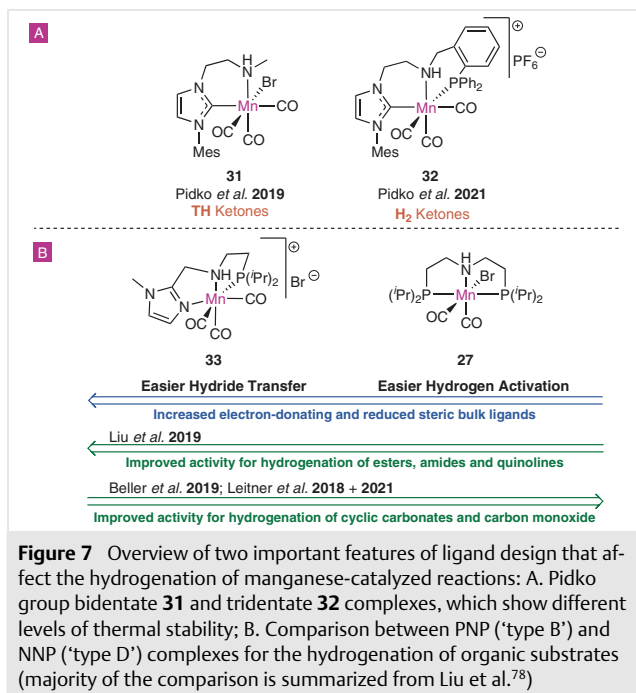 A
N
N
H
N
Br
Mn
CO
OC
CO
Mes
31
Pidko et al. 2019
TH Ketones
N
N
NH
PPh2
Mn
CO
OC
CO
Mes
⊕
PF6⊖
32
Pidko et al. 2021
H2 Ketones
B
N
N
NH
P(iPr)2
Mn
CO
OC
CO
⊕
Br⊖
33
H
N
Br
(iPr)2P
Mn
P(iPr)2
OC
CO
27
Easier Hydride Transfer
Easier Hydrogen Activation
Increased electron-donating and reduced steric bulk ligands
Liu et al. 2019
Improved activity for hydrogenation of esters, amides and quinolines
Beller et al. 2019; Leitner et al. 2018 + 2021
Improved activity for hydrogenation of cyclic carbonates and carbon monoxide
Figure 7 Overview of two important features of ligand design that af-
fect the hydrogenation of manganese-catalyzed reactions: A. Pidko
group bidentate 31 and tridentate 32 complexes, which show different
levels of thermal stability; B. Comparison between PNP (‘type B’) and
NNP (‘type D’) complexes for the hydrogenation of organic substrates
(majority of the comparison is summarized from Liu et al.78)